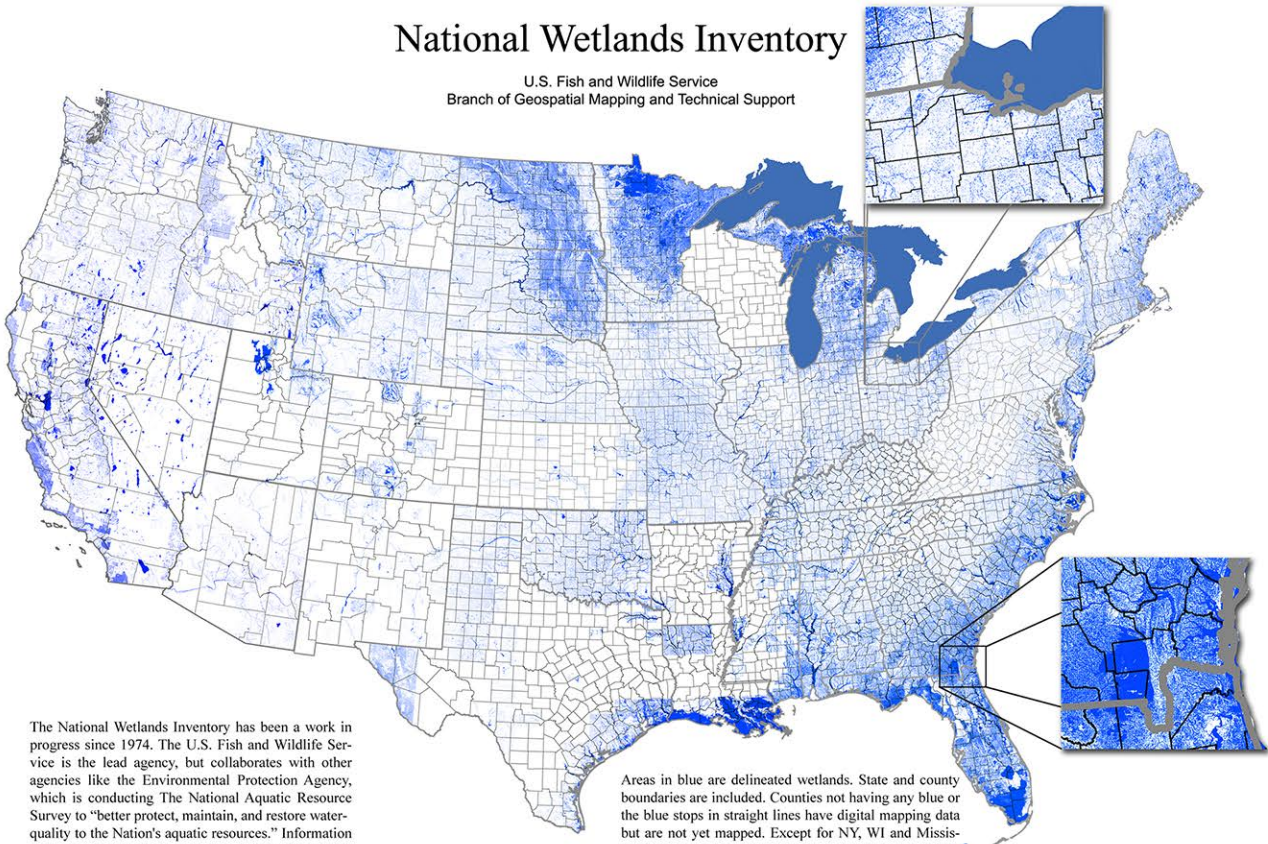 National Wetlands Inventory
U.S. Fish and Wildlife Service
Branch of Geospatial Mapping and Technical Support
The National Wetlands Inventory has been a work in
progress since 1974. The U.S. Fish and Wildlife Ser-
vice is the lead agency, but collaborates with other
agencies like the Environmental Protection Agency,
which is conducting The National Aquatic Resource
Survey to “better protect, maintain, and restore water-
quality to the Nation's aquatic resources.” Information
Areas in blue are delineated wetlands. State and county
boundaries are included. Counties not having any blue or
the blue stops in straight lines have digital mapping data
but are not yet mapped. Except for NY, WI and Missis-